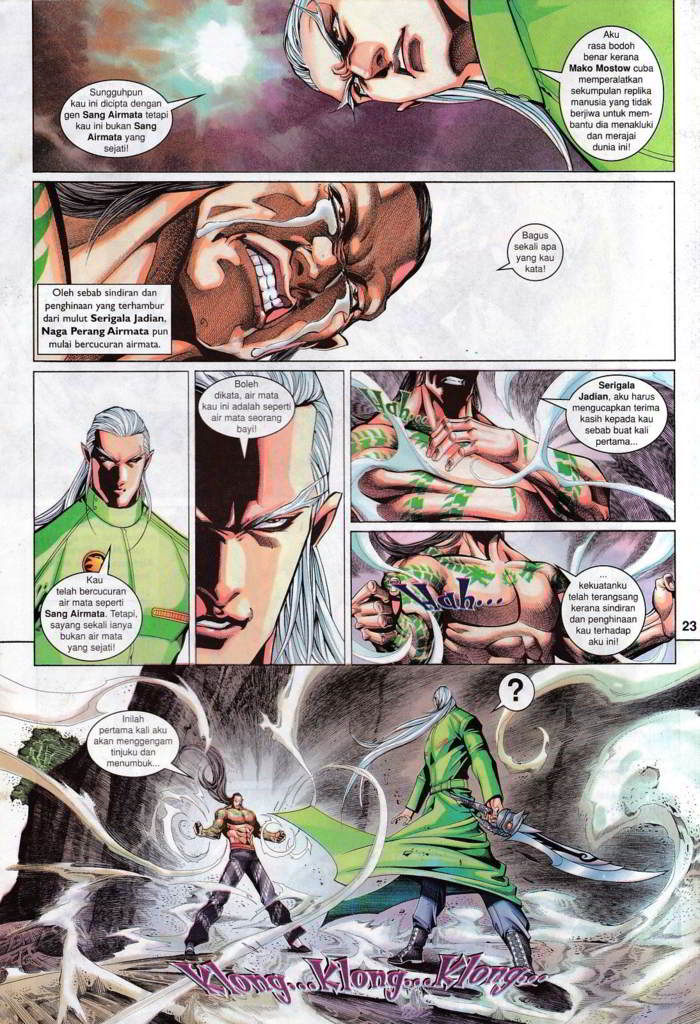 Sungguhpun
kau ini dicipta dengan
gen Sang Airmata tetapi
kau ini bukan Sang
Airmata yang
sejati!
Aku
rasa bodoh
benar kerana
Mako Mostow cuba
memperalatkan
sekumpulan replika
manusia yang tidak
berjiwa untuk mem-
bantu dia menakluki
dan merajai
dunia ini!
Oleh sebab sindiran dan
penghinaan yang terhambur
dari mulut Serigala Jadian,
Naga Perang Airmata pun
mulai bercucuran airmata.
Bagus
sekali apa
yang kau
kata!
Kau
telah bercucuran
air mata seperti
Sang Airmata. Tetapi,
sayang sekali ianya
bukan air mata
yang sejati!
Boleh
dikata, air mata
kau ini adalah seperti
air mata seorang
bayi!
Hah...
Serigala
Jadian, aku harus
mengucapkan terima
kasih kepada kau
sebab buat kali
pertama...
Hah...
...
kekuatanku
telah terangsang
kerana sindiran
dan penghinaan
kau terhadap
aku ini!
23
Inilah
pertama kali aku
akan menggengam
tinjuku dan
menumbuk...
?
Klong...Klong...Klong...